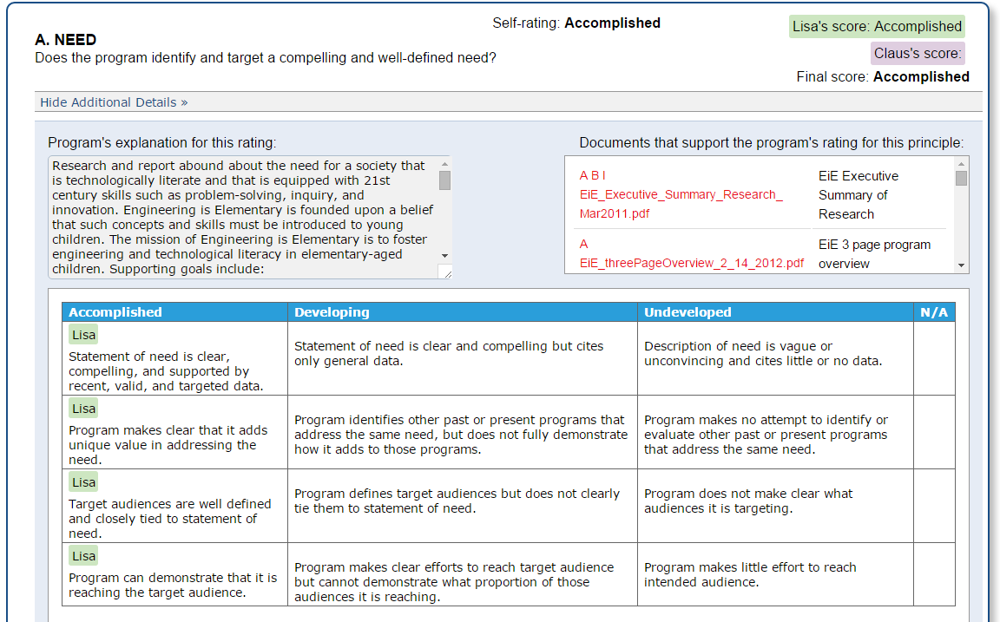 Self-rating: Accomplished
Lisa's score: Accomplished
A. NEED
Claus's score:
Does the program identify and target a compelling and well-defined need?
Final score: Accomplished
Hide Additional Details »
Program's explanation for this rating:
Documents that support the program's rating for this principle:
Research and report abound about the need for a society that
is technologically literate and that is equipped with 21st
century skills such as problem-solving, inquiry, and
innovation. Engineering is Elementary is founded upon a belief
that such concepts and skills must be introduced to young
children. The mission of Engineering is Elementary is to foster
engineering and technological literacy in elementary-aged
children. Supporting goals include:
A B I
EiE_Executive_Summary_Research_
Mar2011.pdf
EiE Executive
Summary of
Research
A
EiE_threePageOverview_2_14_2012.pdf
EiE 3 page program
overview
Accomplished
Developing
Undeveloped
N/A
Lisa
Statement of need is clear,
compelling, and supported by
recent, valid, and targeted data.
Statement of need is clear and compelling but cites
only general data.
Description of need is vague or
unconvincing and cites little or no data.
Lisa
Program makes clear that it adds
unique value in addressing the
need.
Program identifies other past or present programs that
address the same need, but does not fully demonstrate
how it adds to those programs.
Program makes no attempt to identify or
evaluate other past or present programs
that address the same need.
Lisa
Target audiences are well defined
and closely tied to statement of
need.
Program defines target audiences but does not clearly
tie them to statement of need.
Program does not make clear what
audiences it is targeting.
Lisa
Program can demonstrate that it is
reaching the target audience.
Program makes clear efforts to reach target audience
but cannot demonstrate what proportion of those
audiences it is reaching.
Program makes little effort to reach
intended audience.